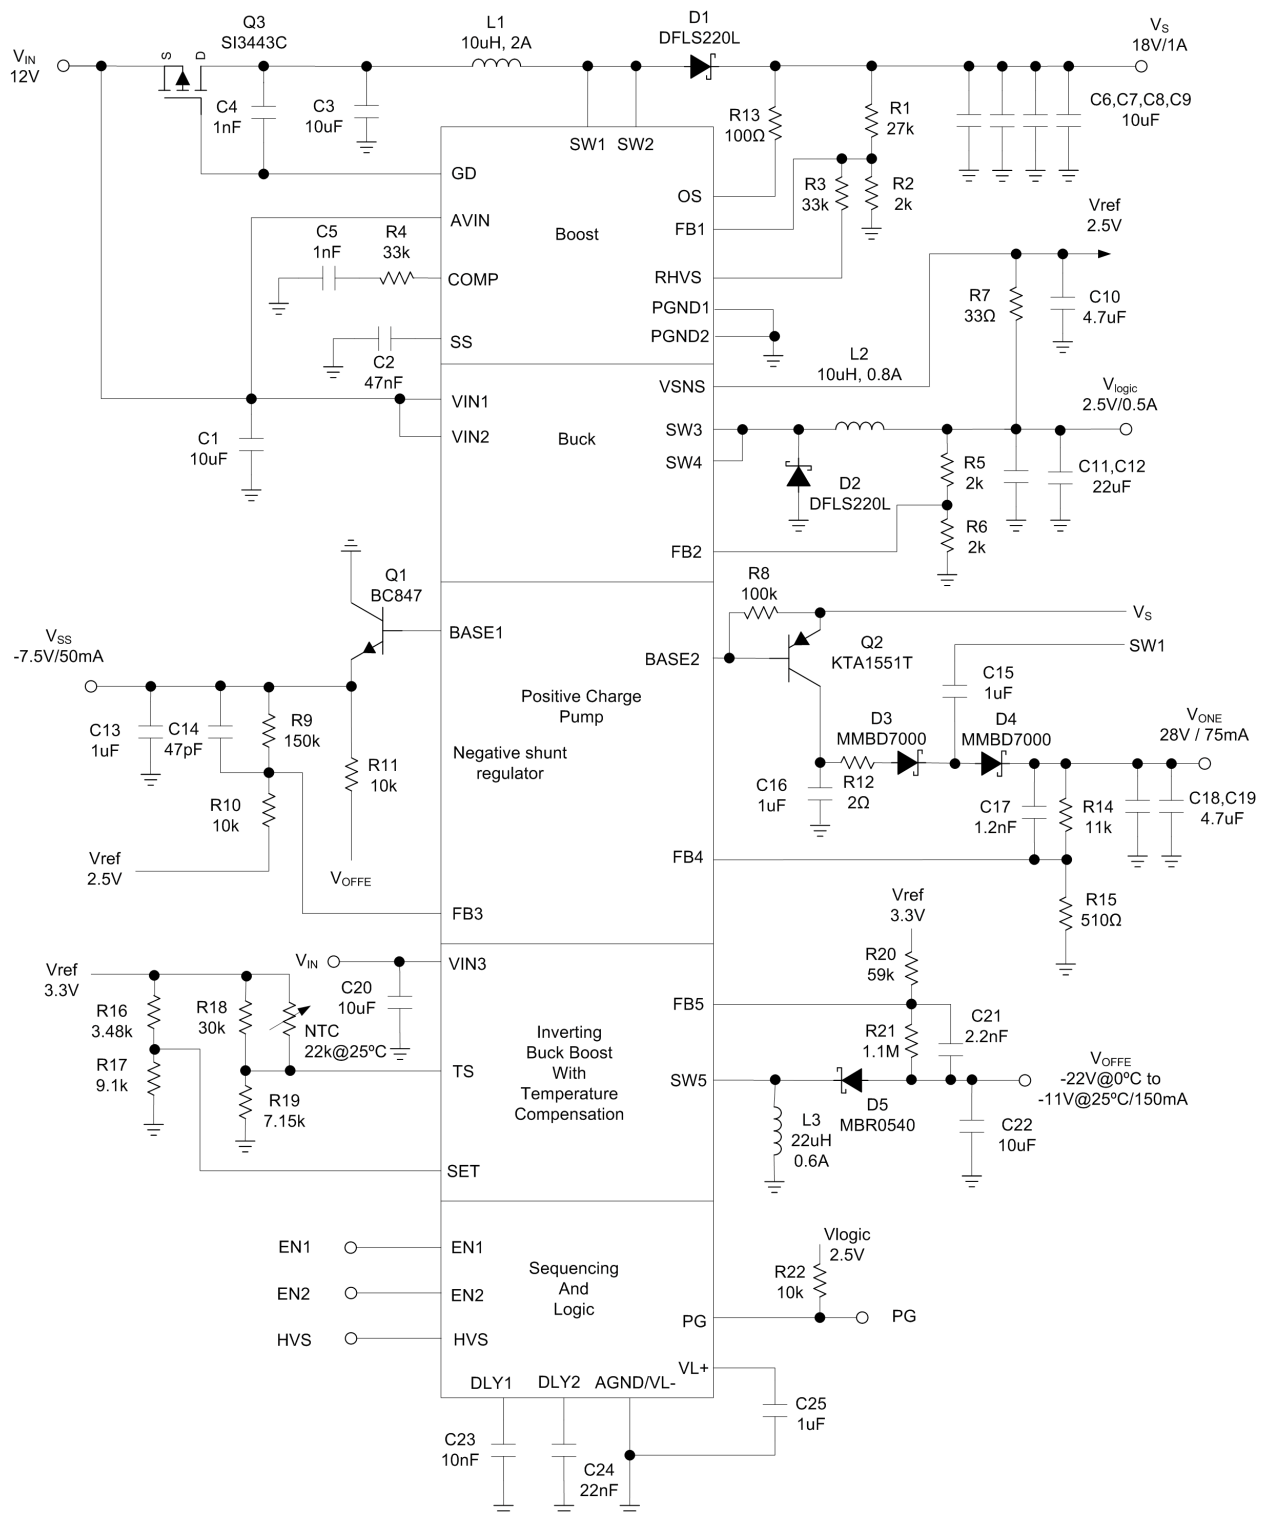 Q3
SI3443C
L1
10uH, 2A
D1
DFLS220L
VS
18V/1A
VIN
12V
S
D
C4
1nF
C3
10uF
R13
100Ω
R1
27k
C6,C7,C8,C9
10uF
SW1
SW2
GD
OS
R3
33k
R2
2k
AVIN
FB1
Vref
2.5V
C5
1nF
R4
33k
Boost
COMP
RHVS
PGND1
PGND2
R7
33Ω
C10
4.7uF
SS
C2
47nF
L2
10uH, 0.8A
VSNS
Vlogic
2.5V/0.5A
VIN1
VIN2
Buck
SW3
SW4
C1
10uF
D2
DFLS220L
R5
2k
C11,C12
22uF
FB2
R6
2k
Q1
BC847
R8
100k
VS
BASE1
BASE2
Q2
KTA1551T
SW1
VSS
-7.5V/50mA
C15
1uF
Positive Charge
Pump
Negative shunt
regulator
C13
1uF
C14
47pF
R9
150k
R11
10k
D3
MMBD7000
D4
MMBD7000
VONE
28V / 75mA
C16
1uF
R12
2Ω
C17
1.2nF
R14
11k
C18,C19
4.7uF
R10
10k
Vref
2.5V
VOFFE
FB4
FB3
R15
510Ω
Vref
3.3V
VIN
VIN3
R20
59k
Vref
3.3V
C20
10uF
FB5
R16
3.48k
R18
30k
NTC
22k@25ºC
Inverting
Buck Boost
With
Temperature
Compensation
R21
1.1M
C21
2.2nF
R17
9.1k
TS
SW5
VOFFE
-22V@0ºC to
-11V@25ºC/150mA
R19
7.15k
D5
MBR0540
L3
22uH
0.6A
C22
10uF
SET
EN1
EN1
Sequencing
And
Logic
Vlogic
2.5V
R22
10k
EN2
EN2
PG
PG
HVS
HVS
VL+
DLY1
DLY2
AGND/VL-
C25
1uF
C23
10nF
C24
22nF